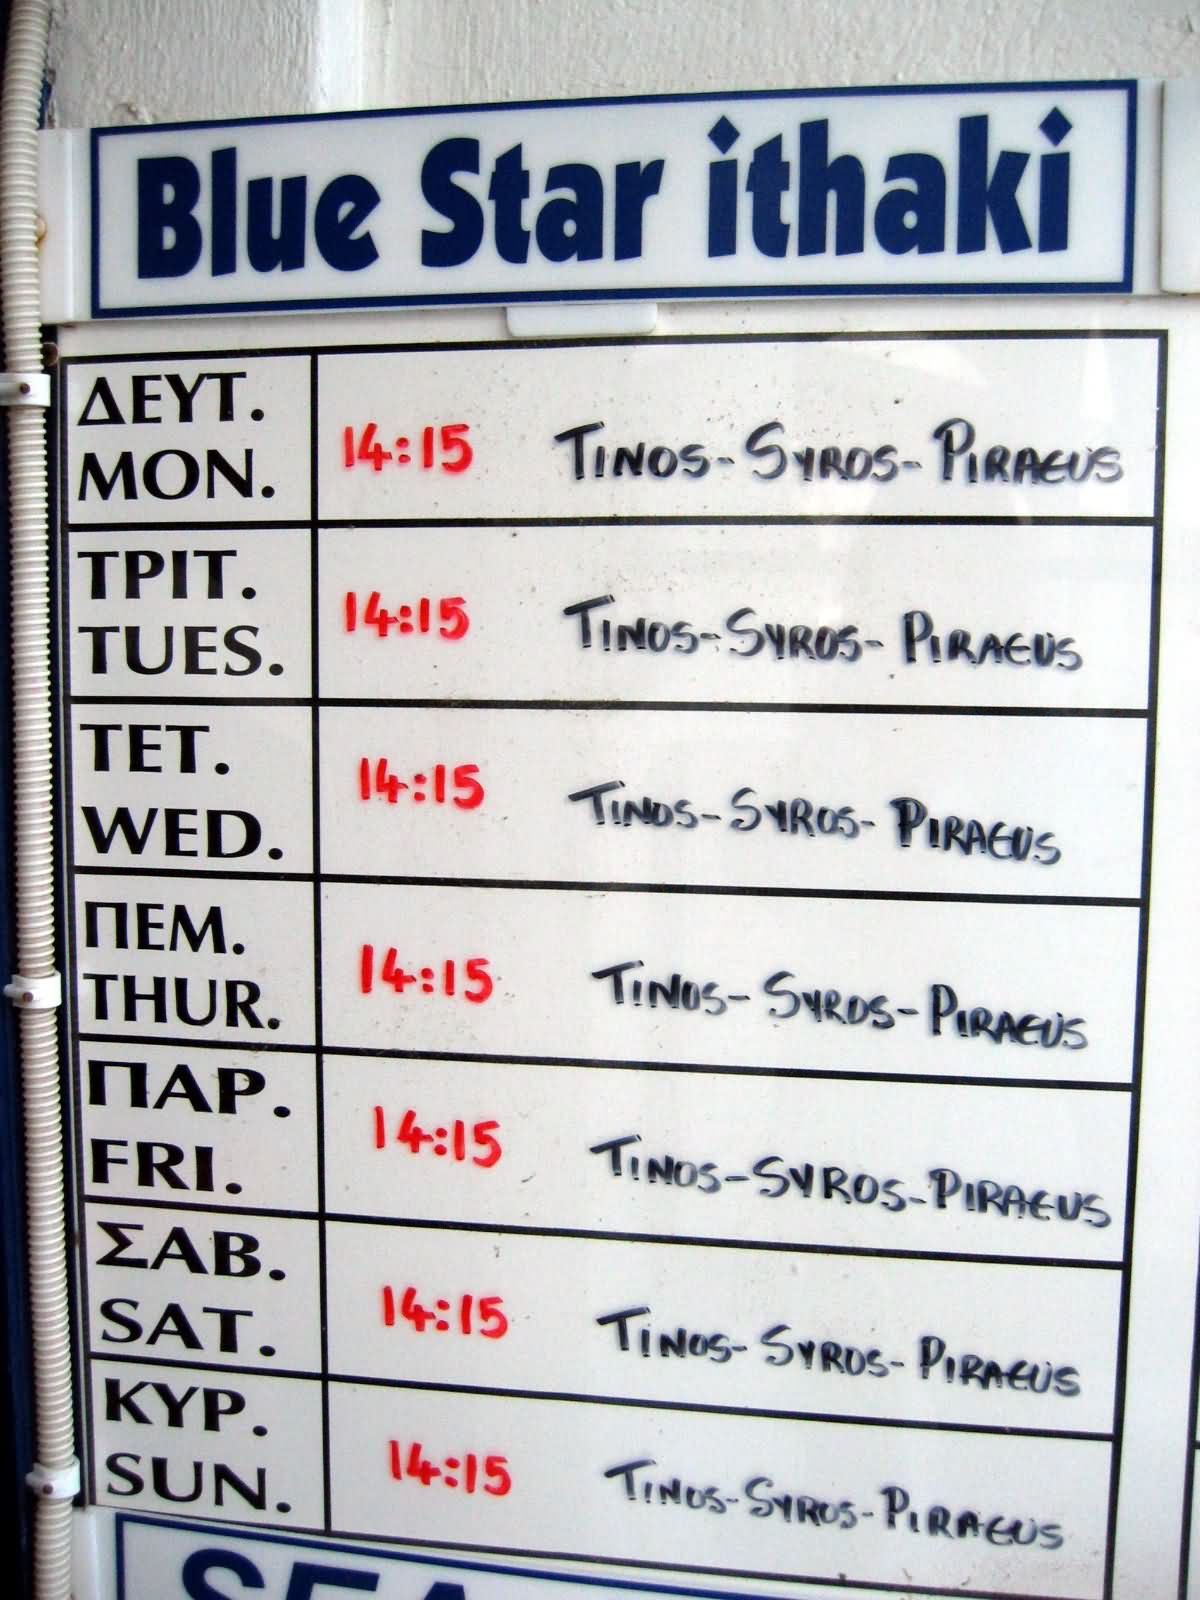 Blue Star ithaki
ΔΕΥΤ.
MON.
14:15 TINOS-SYROS-PIRAEUS
ΤΡΙΤ.
TUES.
14:15 TINOS-SYROS-PIRAEUS
ΤΕΤ.
WED.
14:15 TINOS-SYROS-PIRAEUS
ΠΕΜ.
THUR.
14:15 TINOS-SYROS-PIRAEUS
ΠΑΡ.
FRI.
14:15 TINOS-SYROS-PIRAEUS
ΣΑΒ.
SAT.
14:15 TINOS-SYROS-PIRAEUS
ΚΥΡ.
SUN.
14:15 TINOS-SYROS-PIRAEUS